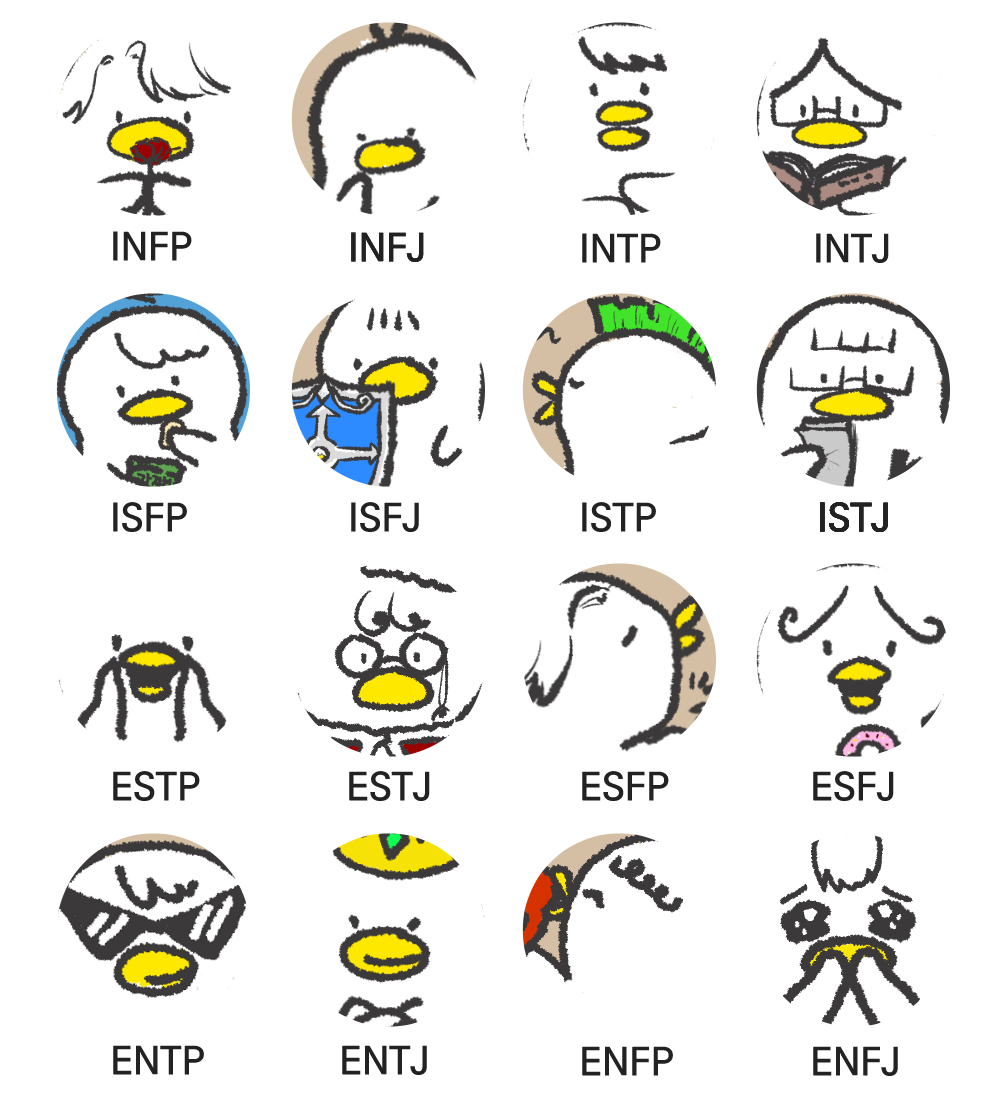 INFP INFJ INTP INTJ
ISFP ISFJ ISTP ISTJ
ESTP ESTJ ESFP ESFJ
ENTP ENTJ ENFP ENFJ